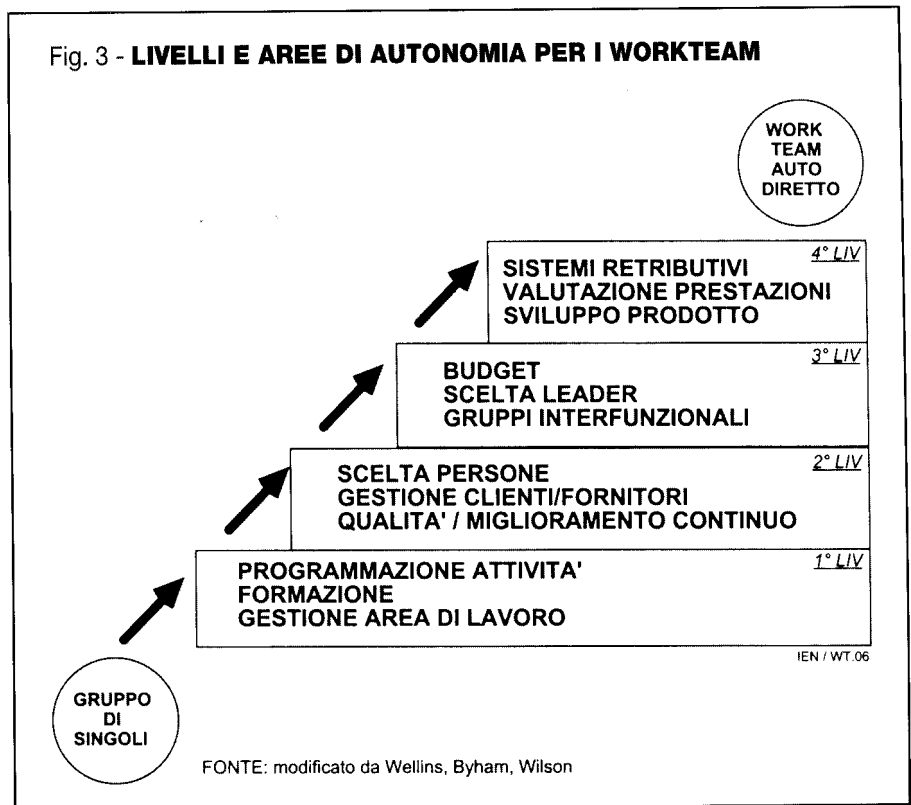 Fig. 3 - LIVELLI E AREE DI AUTONOMIA PER I WORKTEAM
WORK
TEAM
AUTO
DIRETTO
4° LIV
SISTEMI RETRIBUTIVI
VALUTAZIONE PRESTAZIONI
SVILUPPO PRODOTTO
3° LIV
BUDGET
SCELTA LEADER
GRUPPI INTERFUNZIONALI
2° LIV
SCELTA PERSONE
GESTIONE CLIENTI/FORNITORI
QUALITA' / MIGLIORAMENTO CONTINUO
1° LIV
PROGRAMMAZIONE ATTIVITA'
FORMAZIONE
GESTIONE AREA DI LAVORO
IEN / WT.06
GRUPPO
DI
SINGOLI
FONTE: modificato da Wellins, Byham, Wilson